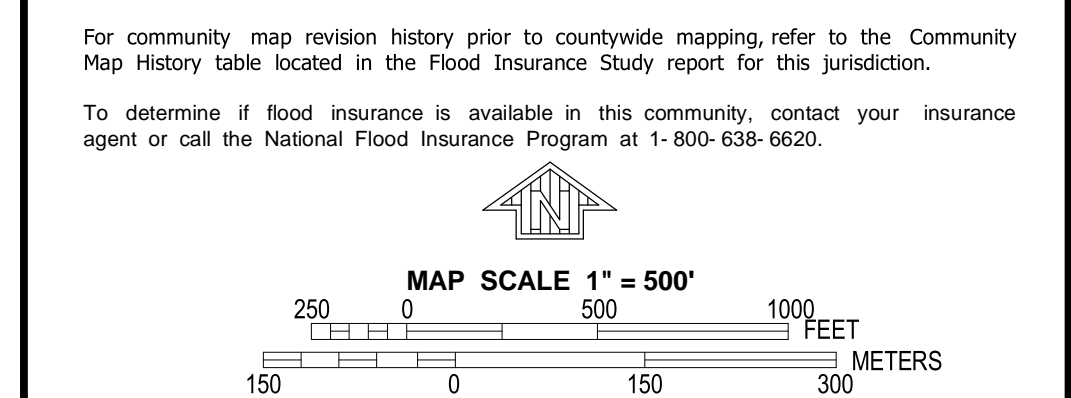 For community map revision history prior to countywide mapping, refer to the Community
Map History table located in the Flood Insurance Study report for this jurisdiction.
To determine if flood insurance is available in this community, contact your insurance
agent or call the National Flood Insurance Program at 1- 800- 638- 6620.
N
MAP SCALE 1" = 500'
250 0 500 1000
FEET
METERS
150 0 150 300